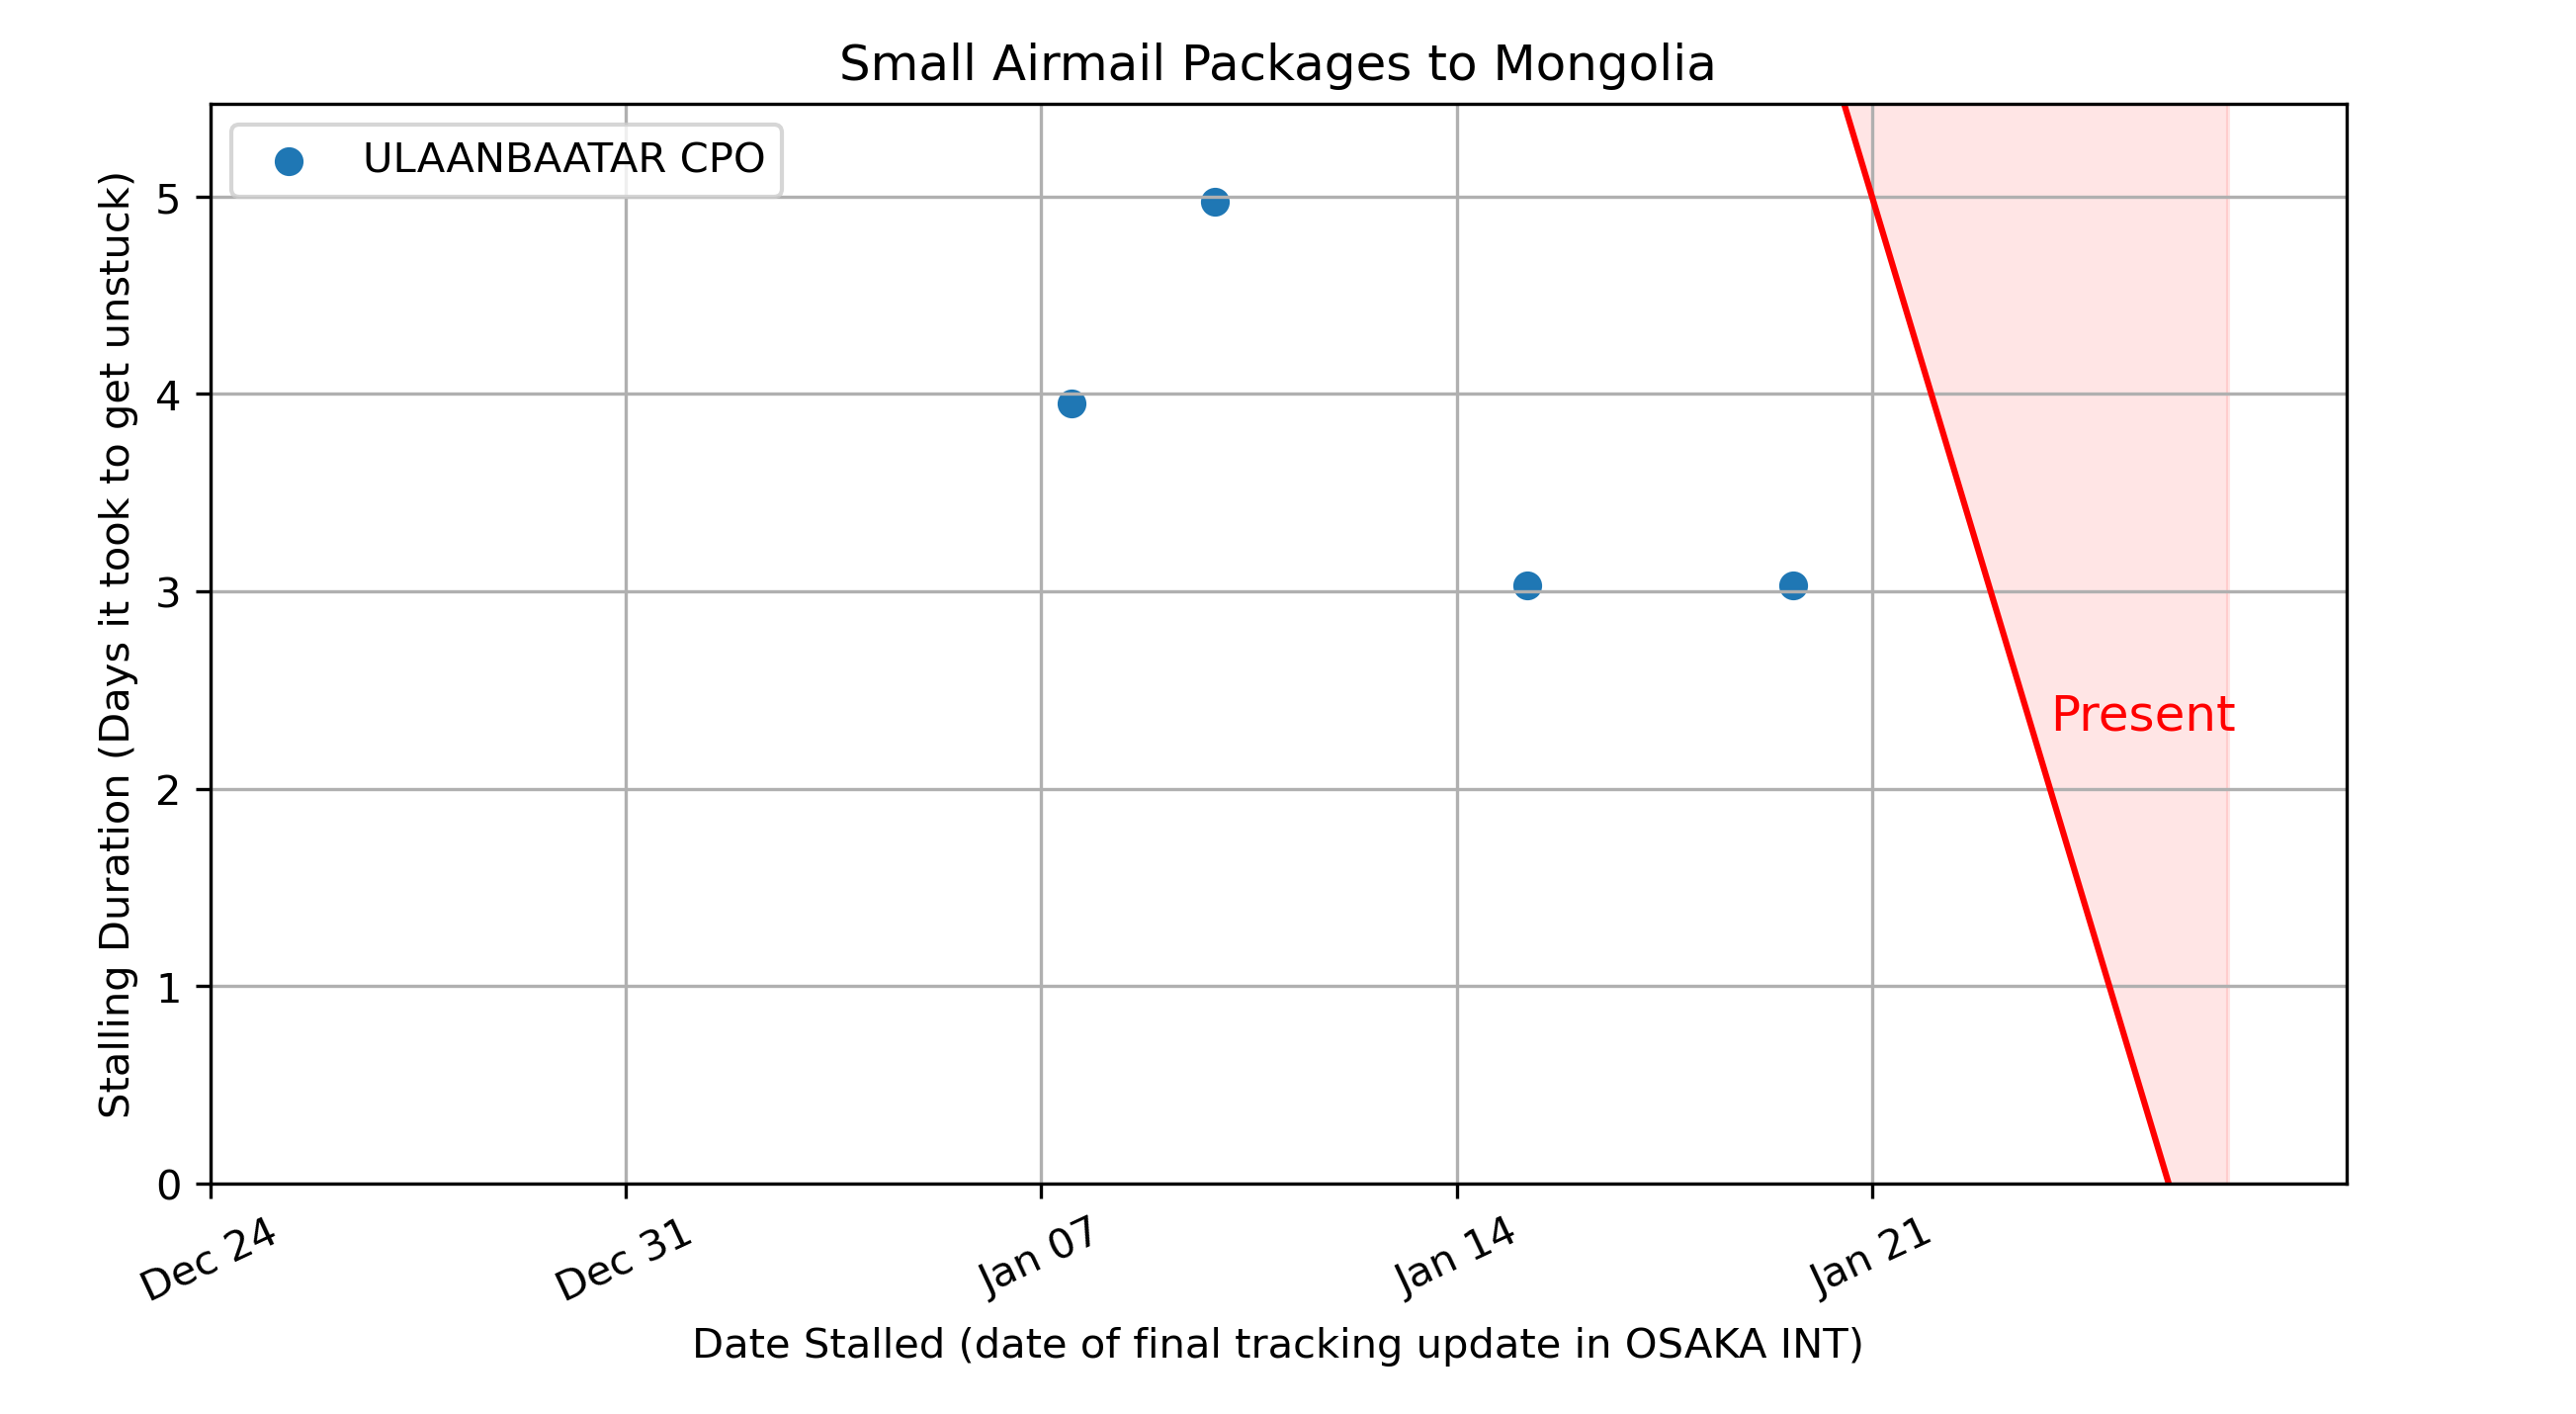 Small Airmail Packages to Mongolia
ULAANBAATAR CPO
Stalling Duration (Days it took to get unstuck)
5
4
3
2
1
0
Present
Dec 24
Dec 31
Jan 07
Jan 14
Jan 21
Date Stalled (date of final tracking update in OSAKA INT)